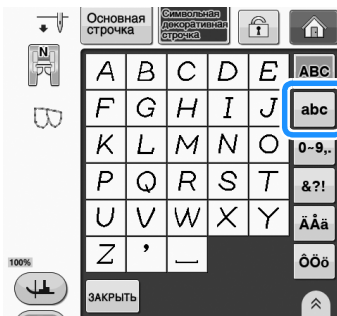 Основная строчка
Символьная декоративная строчка
N
A B C D E ABC
F G H I J abc
K L M N O 0~9,.
P Q R S T &?!
U V W X Y ÄÅä
Z ’ _ ÔÖö
100%
ЗАКРЫТЬ